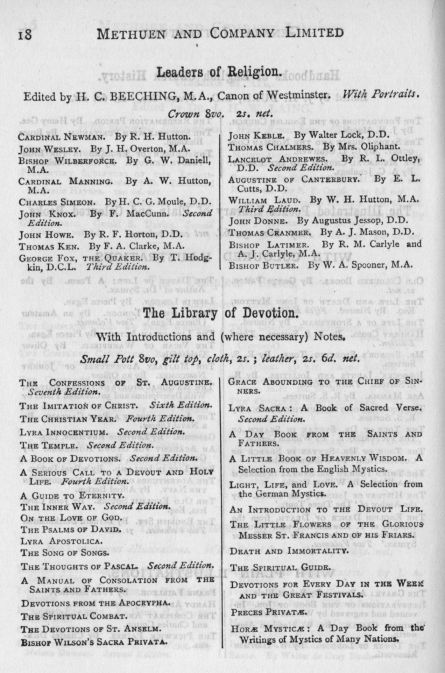 18 METHUEN AND COMPANY LIMITED
Leaders of Religion.
Edited by H. C. BEECHING, M.A., Canon of Westminster. With Portraits.
Crown 8vo. 2s. net.
CARDINAL NEWMAN. By R. H. Hutton.
JOHN WESLEY. By J. H. Overton, M.A.
BISHOP WILBERFORCE. By G. W. Daniell,
M.A.
CARDINAL MANNING. By A. W. Hutton,
M.A.
CHARLES SIMEON. By H. C. G. Moule, D.D.
JOHN KNOX. By F. MacCunn. Second
Edition.
JOHN HOWE. By R. F. Horton, D.D.
THOMAS KEN. By F. A. Clarke, M.A.
GEORGE FOX, THE QUAKER. By T. Hodg-
kin, D.C.L. Third Edition.
JOHN KEBLE. By Walter Lock, D.D.
THOMAS CHALMERS. By Mrs. Oliphant.
LANCELOT ANDREWES. By R. L. Ottley,
D.D. Second Edition.
AUGUSTINE OF CANTERBURY. By E. L.
Cutts, D.D.
WILLIAM LAUD. By W. H. Hutton, M.A.
Third Edition.
JOHN DONNE. By Augustus Jessop, D.D.
THOMAS CRANMER. By A. J. Mason, D.D.
BISHOP LATIMER. By R. M. Carlyle and
A. J. Carlyle, M.A.
BISHOP BUTLER. By W. A. Spooner, M.A.
The Library of Devotion.
With Introductions and (where necessary) Notes.
Small Pott 8vo, gilt top, cloth, 2s. ; leather, 2s. 6d. net.
THE CONFESSIONS OF ST. AUGUSTINE.
Seventh Edition.
THE IMITATION OF CHRIST. Sixth Edition.
THE CHRISTIAN YEAR. Fourth Edition.
LYRA INNOCENTIUM. Second Edition.
THE TEMPLE. Second Edition.
A BOOK OF DEVOTIONS. Second Edition.
A SERIOUS CALL TO A DEVOUT AND HOLY
LIFE. Fourth Edition.
A GUIDE TO ETERNITY.
THE INNER WAY. Second Edition.
ON THE LOVE OF GOD.
THE PSALMS OF DAVID.
LYRA APOSTOLICA.
THE SONG OF SONGS.
THE THOUGHTS OF PASCAL. Second Edition.
A MANUAL OF CONSOLATION FROM THE
SAINTS AND FATHERS.
DEVOTIONS FROM THE APOCRYPHA.
THE SPIRITUAL COMBAT.
THE DEVOTIONS OF ST. ANSELM.
BISHOP WILSON'S SACRA PRIVATA.
GRACE ABOUNDING TO THE CHIEF OF SIN-
NERS.
LYRA SACRA : A Book of Sacred Verse.
Second Edition.
A DAY BOOK FROM THE SAINTS AND
FATHERS.
A LITTLE BOOK OF HEAVENLY WISDOM. A
Selection from the English Mystics.
LIGHT, LIFE, and LOVE. A Selection from
the German Mystics.
AN INTRODUCTION TO THE DEVOUT LIFE.
THE LITTLE FLOWERS OF THE GLORIOUS
MESSER ST. FRANCIS AND OF HIS FRIARS.
DEATH AND IMMORTALITY.
THE SPIRITUAL GUIDE.
DEVOTIONS FOR EVERY DAY IN THE WEEK
AND THE GREAT FESTIVALS.
PRECES PRIVATÆ.
HORÆ MYSTICÆ : A Day Book from the
Writings of Mystics of Many Nations.